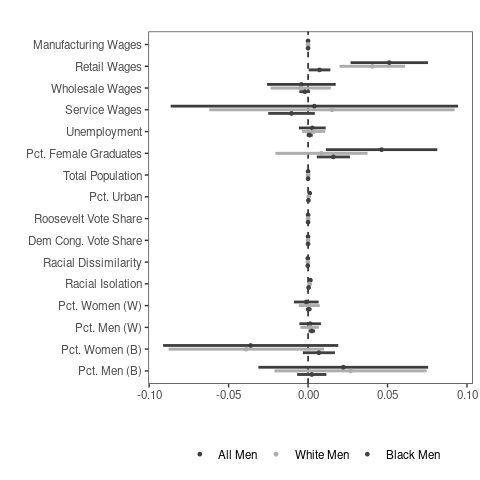 Manufacturing Wages
Retail Wages
Wholesale Wages
Service Wages
Unemployment
Pct. Female Graduates
Total Population
Pct. Urban
Roosevelt Vote Share
Dem Cong. Vote Share
Racial Dissimilarity
Racial Isolation
Pct. Women (W)
Pct. Men (W)
Pct. Women (B)
Pct. Men (B)
-0.10 -0.05 0.00 0.05 0.10
All Men White Men Black Men